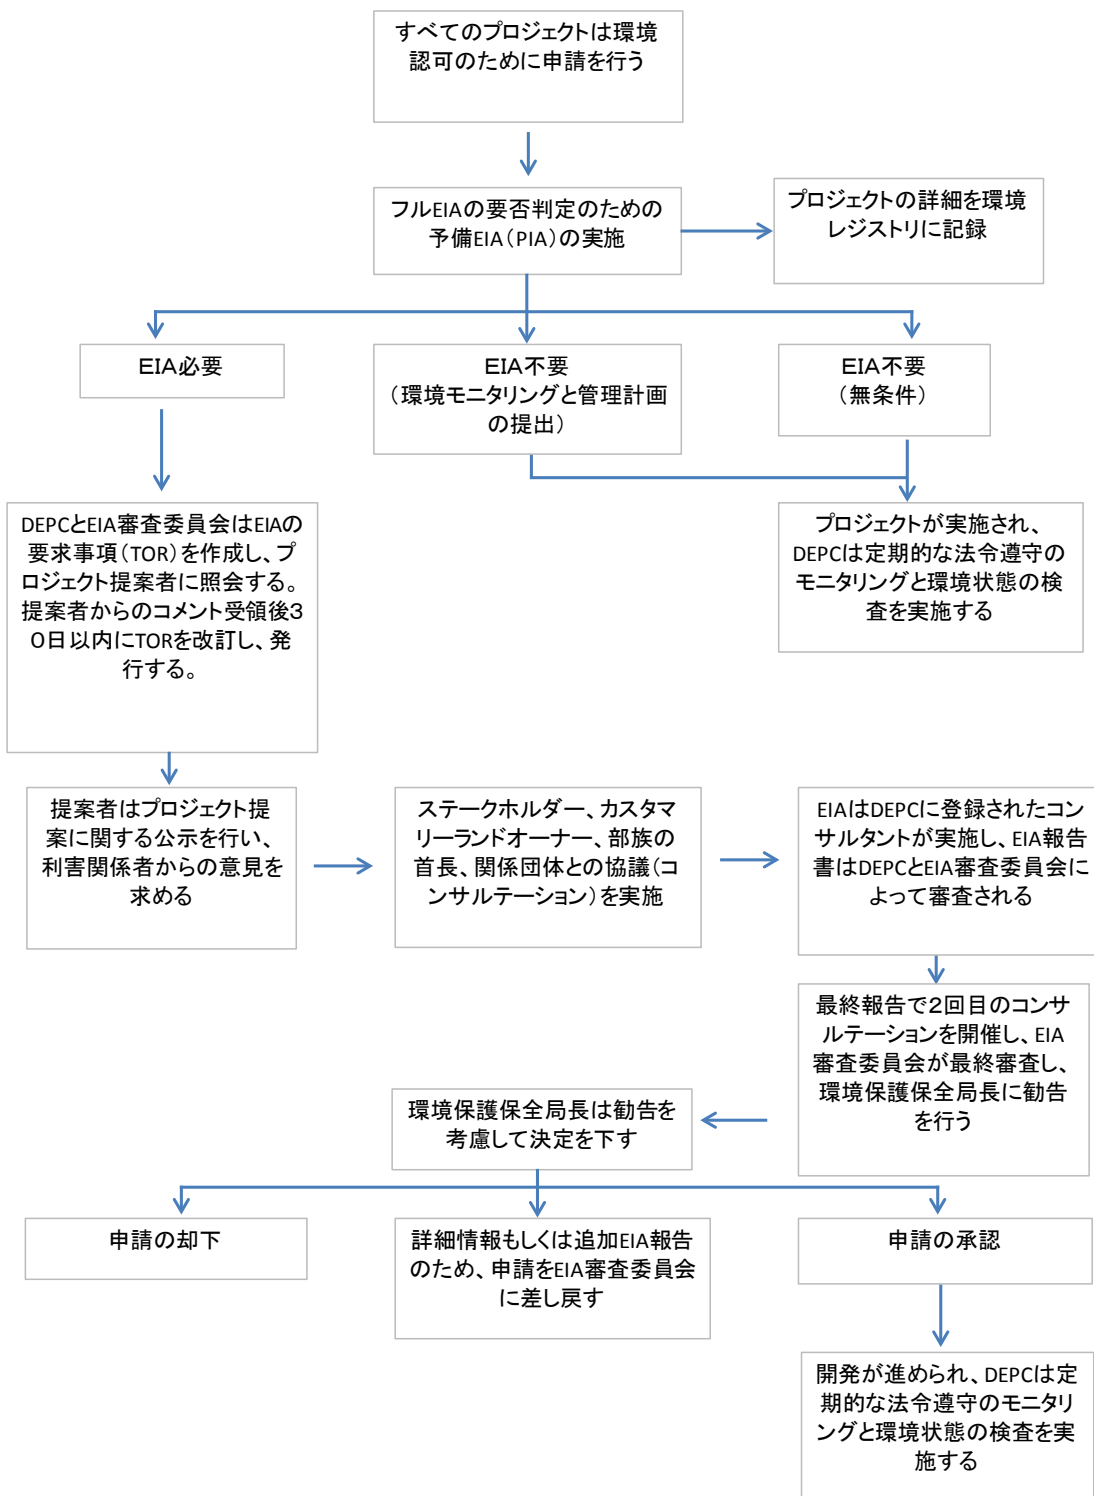 すべてのプロジェクトは環境
認可のために申請を行う
フルEIAの要否判定のための
予備EIA（PIA）の実施
プロジェクトの詳細を環境
レジストリに記録
EIA必要
EIA不要
（環境モニタリングと管理計画
の提出）
EIA不要
（無条件）
DEPCとEIA審査委員会はEIAの
要求事項（TOR）を作成し、プ
ロジェクト提案者に照会する。
提案者からのコメント受領後３
０日以内にTORを改訂し、発
行する。
プロジェクトが実施され、
DEPCは定期的な法令遵守の
モニタリングと環境状態の検
査を実施する
提案者はプロジェクト提
案に関する公示を行い、
利害関係者からの意見を
求める
ステークホルダー、カスタマ
リーランドオーナー、部族の
首長、関係団体との協議（コ
ンサルテーション）を実施
EIAはDEPCに登録されたコン
サルタントが実施し、EIA報告
書はDEPCとEIA審査委員会に
よって審査される
最終報告で２回目のコンサ
ルテーションを開催し、EIA
審査委員会が最終審査し、
環境保護保全局長に勧告
を行う
環境保護保全局長は勧告を
考慮して決定を下す
申請の却下
詳細情報もしくは追加EIA報告
のため、申請をEIA審査委員会
に差し戻す
申請の承認
開発が進められ、DEPCは定
期的な法令遵守のモニタリ
ングと環境状態の検査を実
施する